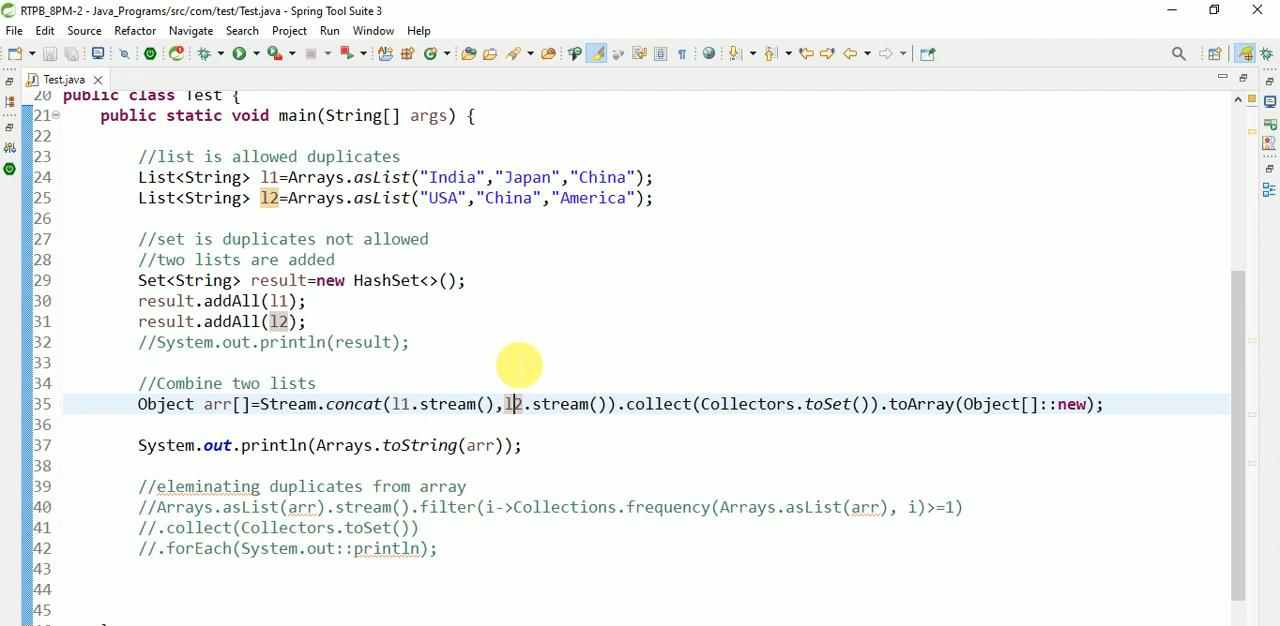 RTPB_8PM-2 - Java_Programs/src/com/test/Test.java - Spring Tool Suite 3
File Edit Source Refactor Navigate Search Project Run Window Help
Test.java
20 public class Test {
21 public static void main(String[] args) {
22
23 //list is allowed duplicates
24 List<String> l1=Arrays.asList("India","Japan","China");
25 List<String> l2=Arrays.asList("USA","China","America");
26
27 //set is duplicates not allowed
28 //two lists are added
29 Set<String> result=new HashSet<>();
30 result.addAll(l1);
31 result.addAll(l2);
32 //System.out.println(result);
33
34 //Combine two lists
35 Object arr[]=Stream.concat(l1.stream(),l2.stream()).collect(Collectors.toSet()).toArray(Object[]::new);
36
37 System.out.println(Arrays.toString(arr));
38
39 //eleminating duplicates from array
40 //Arrays.asList(arr).stream().filter(i->Collections.frequency(Arrays.asList(arr), i)>=1)
41 //.collect(Collectors.toSet())
42 //.forEach(System.out::println);
43
44
45